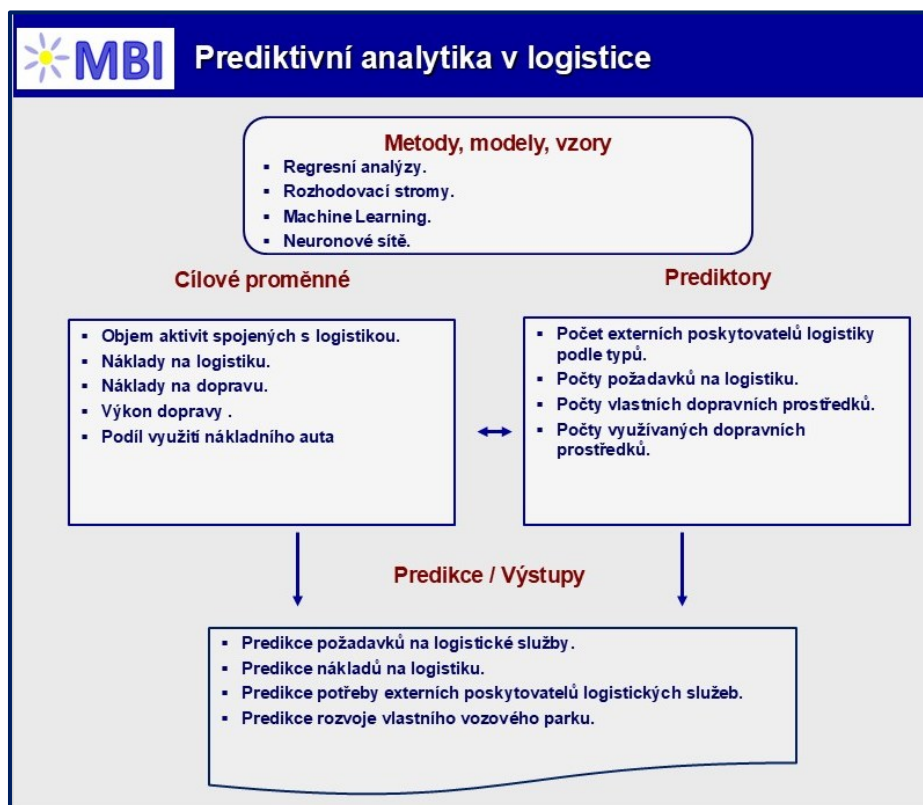 MBI
Prediktivní analytika v logistice
Metody, modely, vzory
▪ Regresní analýzy.
▪ Rozhodovací stromy.
▪ Machine Learning.
▪ Neuronové sítě.
Cílové proměnné
▪ Objem aktivit spojených s logistikou.
▪ Náklady na logistiku.
▪ Náklady na dopravu.
▪ Výkon dopravy .
▪ Podíl využití nákladního auta
Prediktory
▪ Počet externích poskytovatelů logistiky
podle typů.
▪ Počty požadavků na logistiku.
▪ Počty vlastních dopravních prostředků.
▪ Počty využívaných dopravních
prostředků.
Predikce / Výstupy
▪ Predikce požadavků na logistické služby.
▪ Predikce nákladů na logistiku.
▪ Predikce potřeby externích poskytovatelů logistických služeb.
▪ Predikce rozvoje vlastního vozového parku.